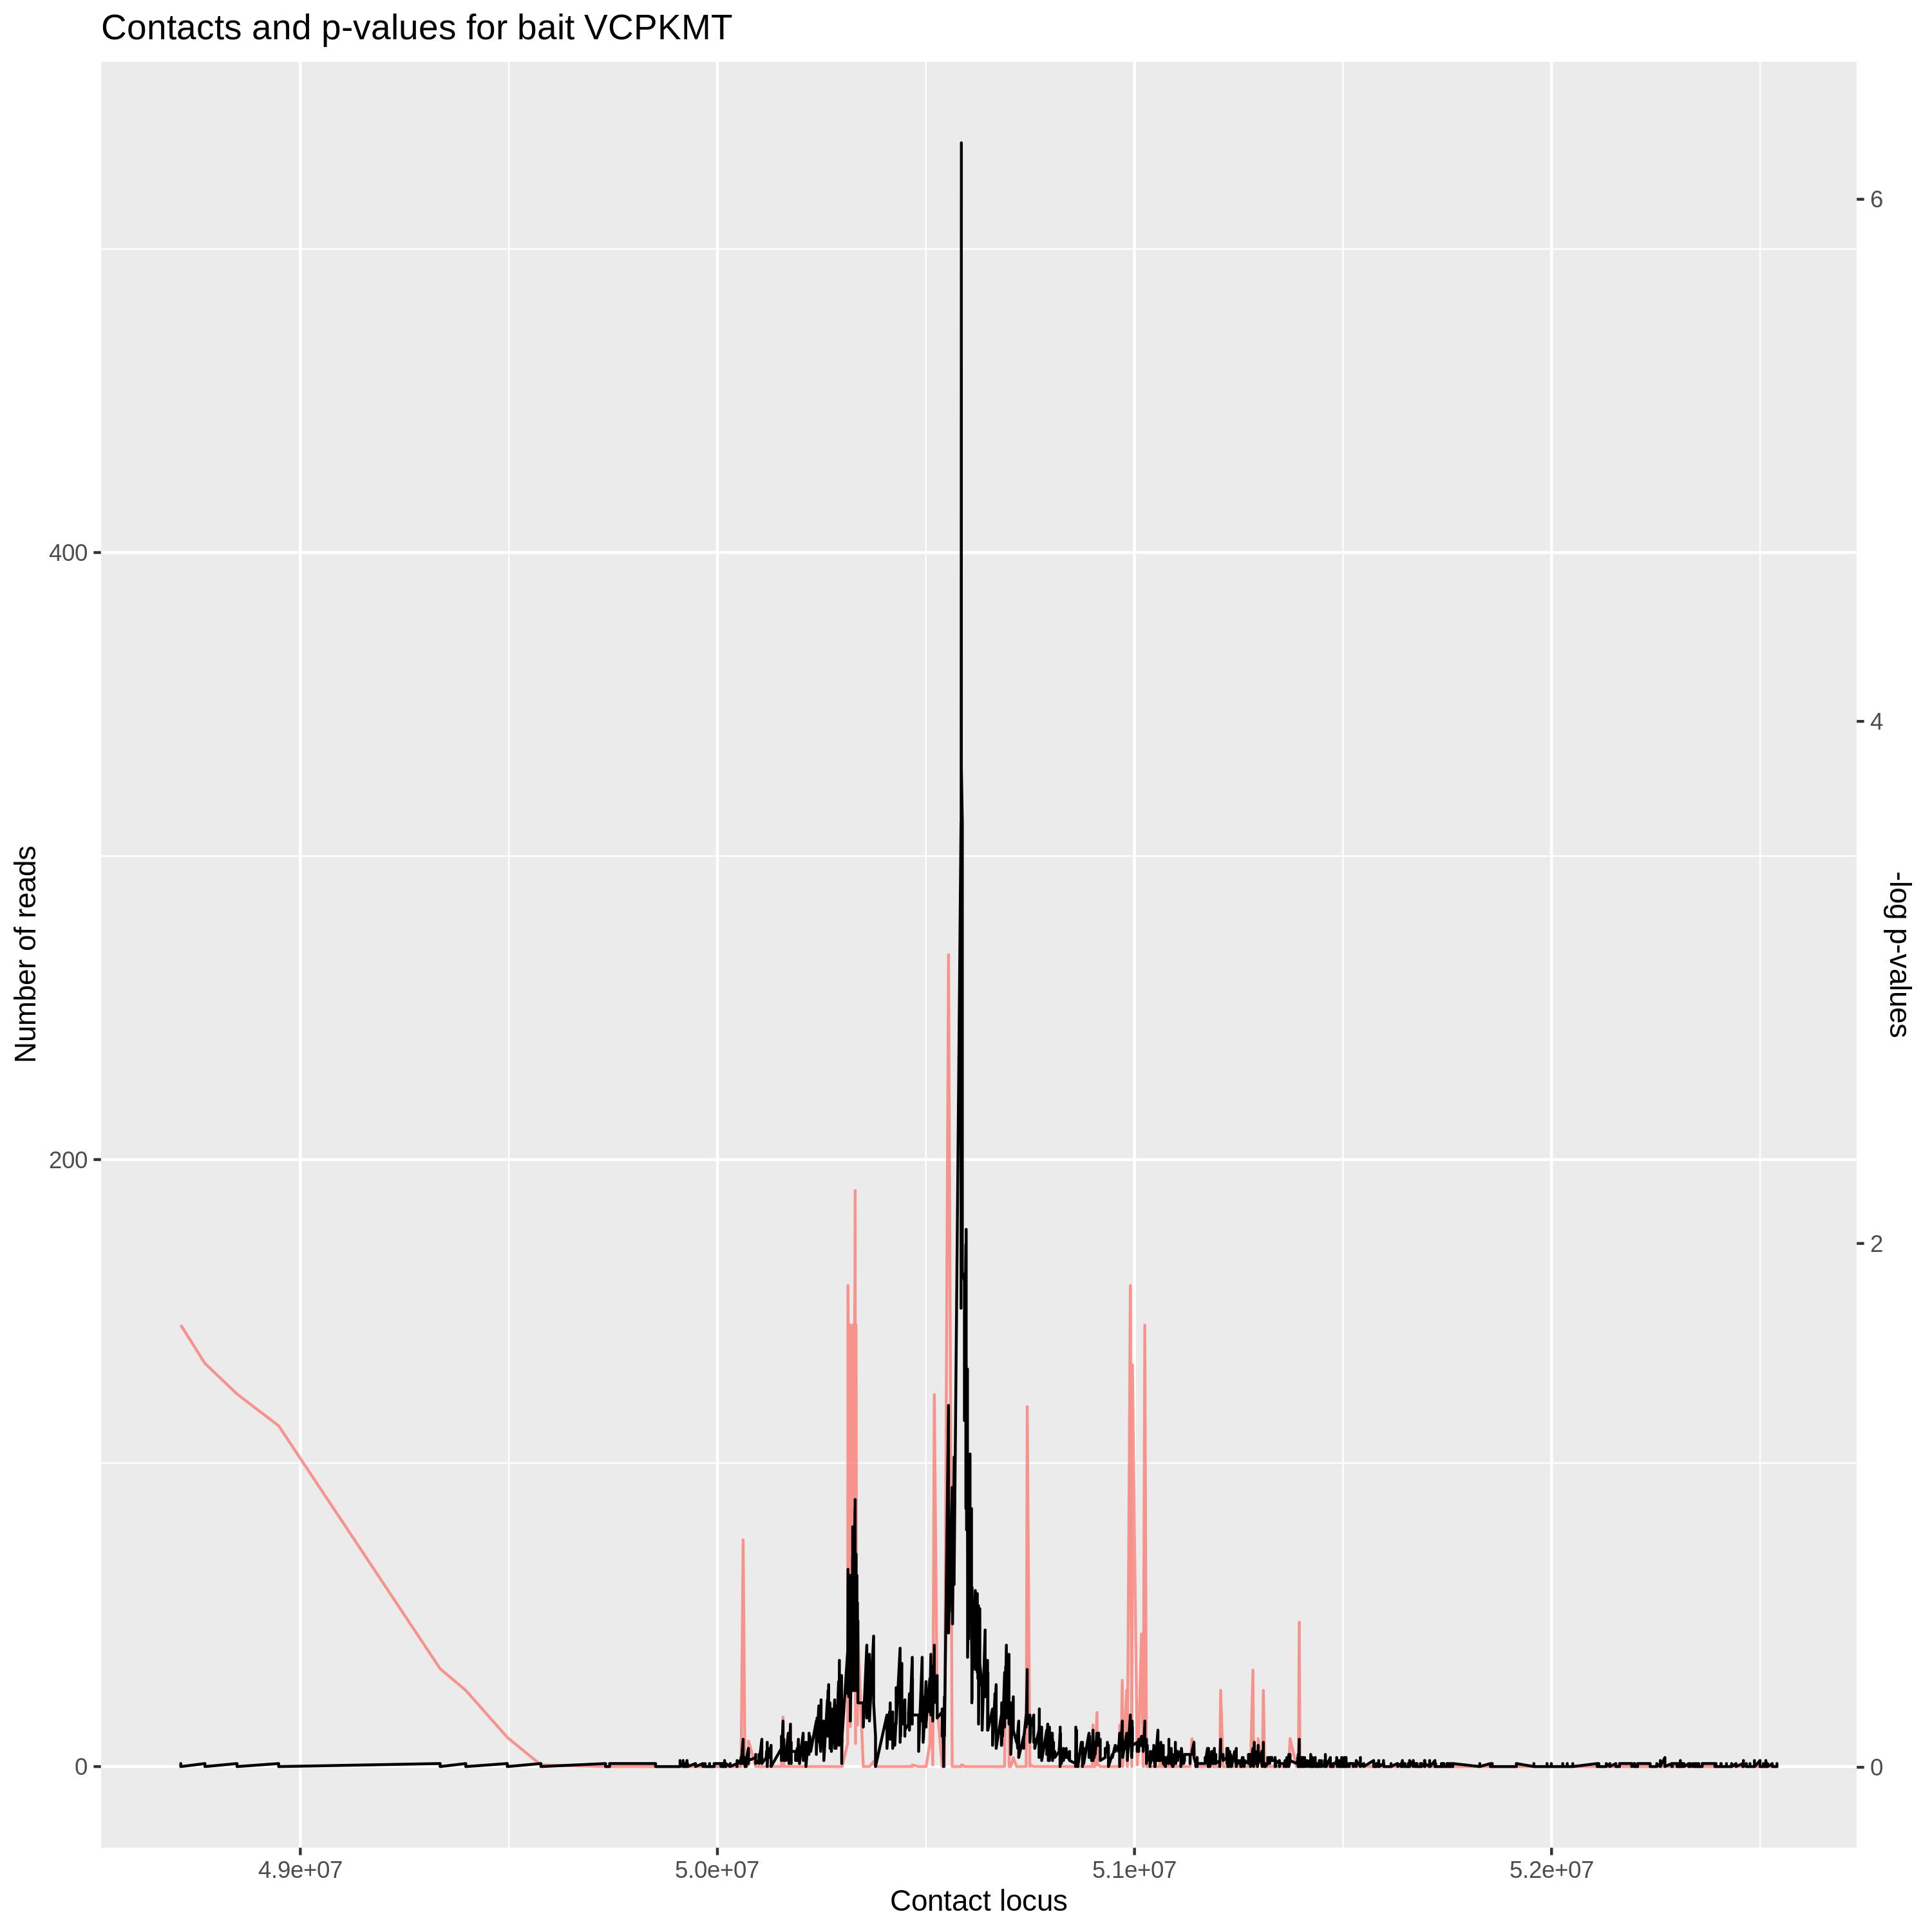 Contacts and p-values for bait VCPKMT
6
400
4
Number of reads
-log p-values
200
2
0
0
4.9e+07
5.0e+07
5.1e+07
5.2e+07
Contact locus